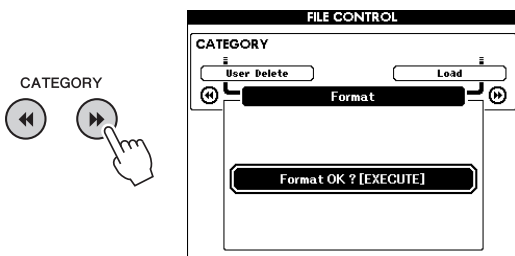 FILE CONTROL
CATEGORY
User Delete
Load
Format
CATEGORY
Format OK ? [EXECUTE]